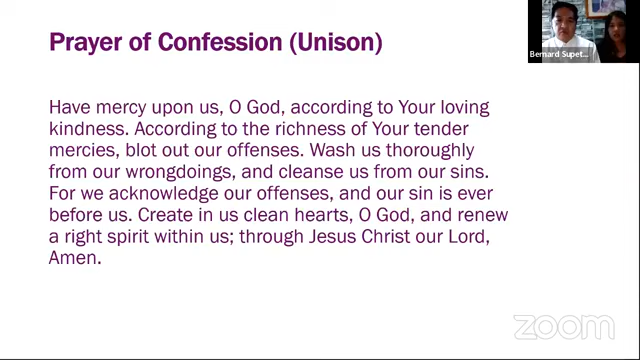 Prayer of Confession (Unison)
Bernard Supet...
Have mercy upon us, O God, according to Your loving
kindness. According to the richness of Your tender
mercies, blot out our offenses. Wash us thoroughly
from our wrongdoings, and cleanse us from our sins.
For we acknowledge our offenses, and our sin is ever
before us. Create in us clean hearts, O God, and renew
a right spirit within us; through Jesus Christ our Lord,
Amen.
zoom